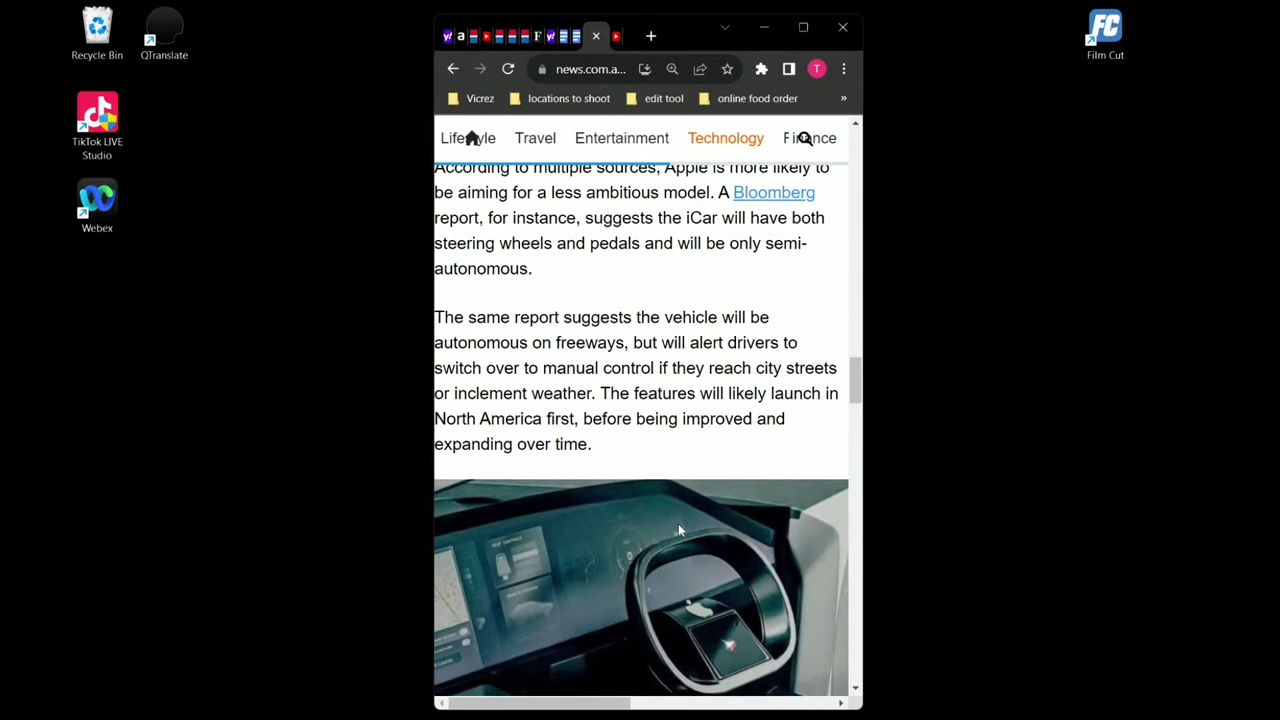 Recycle Bin
QTranslate
FC
Film Cut
TikTok LIVE
Studio
Webex
news.com.a...
T
Vicrez
locations to shoot
edit tool
online food order
»
Lifestyle
Travel
Entertainment
Technology
Finance
According to multiple sources, Apple is more likely to
be aiming for a less ambitious model. A Bloomberg
report, for instance, suggests the iCar will have both
steering wheels and pedals and will be only semi-
autonomous.
The same report suggests the vehicle will be
autonomous on freeways, but will alert drivers to
switch over to manual control if they reach city streets
or inclement weather. The features will likely launch in
North America first, before being improved and
expanding over time.